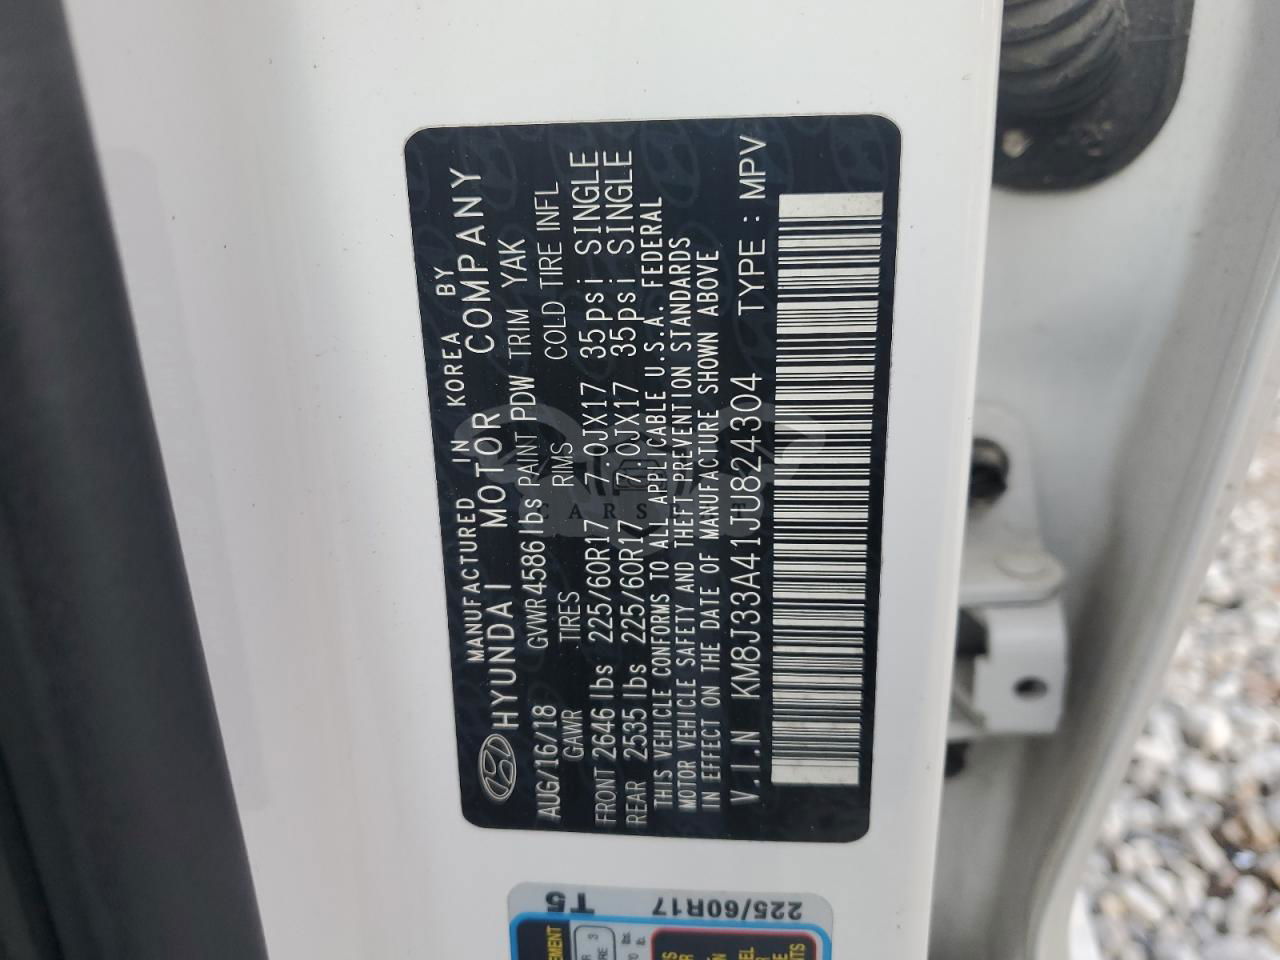 MANUFACTURED IN KOREA BY
HYUNDAI MOTOR COMPANY
AUG/16/18 GVWR 4586 lbs PAINT PDW TRIM YAK
GAWR TIRES RIMS COLD TIRE INFL
FRONT 2646 lbs 225/60R17 7.0JX17 35psi SINGLE
REAR 2535 lbs 225/60R17 7.0JX17 35psi SINGLE
THIS VEHICLE CONFORMS TO ALL APPLICABLE U.S.A. FEDERAL
MOTOR VEHICLE SAFETY AND THEFT PREVENTION STANDARDS
IN EFFECT ON THE DATE OF MANUFACTURE SHOWN ABOVE
V.I.N KM8J33A41JU824304 TYPE : MPV
225/60R17 T5